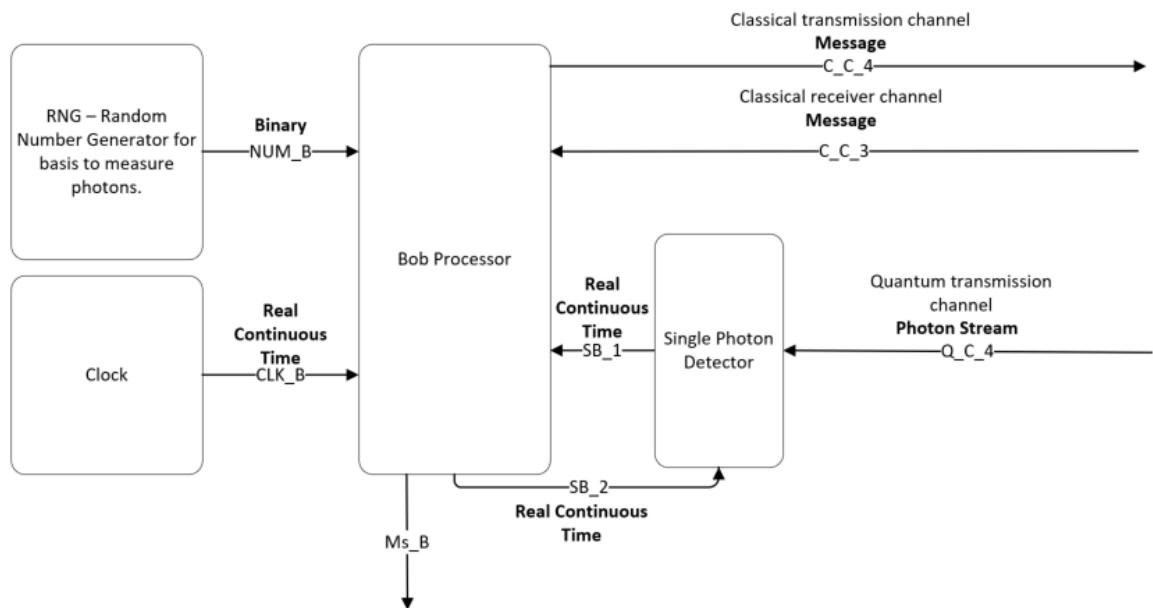 Classical transmission channel
Message
C_C_4
Classical receiver channel
Message
C_C_3
RNG – Random
Number Generator for
basis to measure
photons.
Binary
NUM_B
Bob Processor
Clock
Real
Continuous
Time
CLK_B
Real
Continuous
Time
SB_1
Single Photon
Detector
Quantum transmission
channel
Photon Stream
Q_C_4
SB_2
Real Continuous
Time
Ms_B